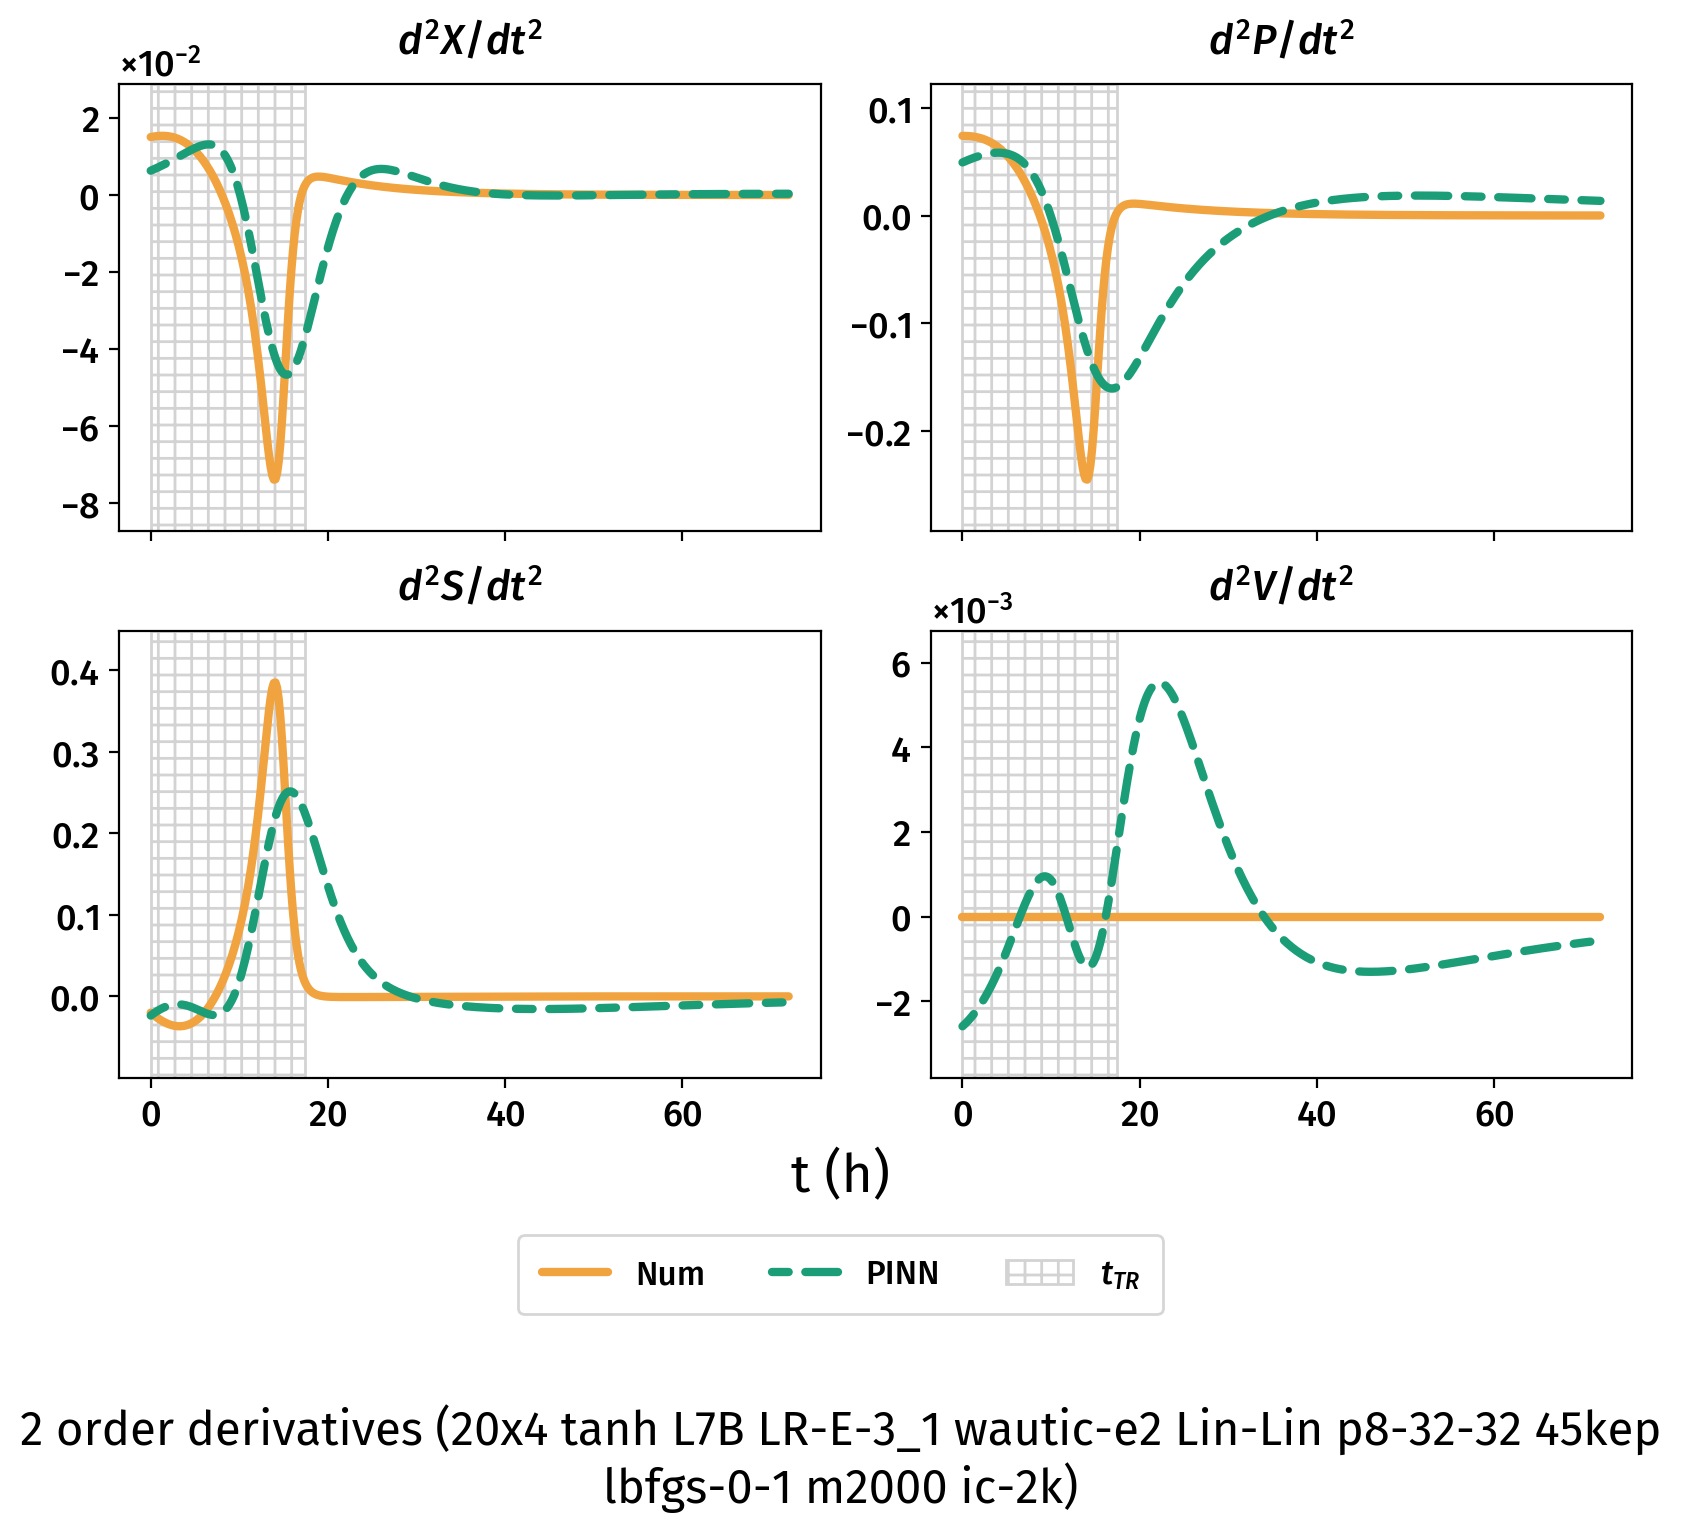 d²X/dt²
×10⁻²
2
0
−2
−4
−6
−8
d²P/dt²
0.1
0.0
−0.1
−0.2
d²S/dt²
0.4
0.3
0.2
0.1
0.0
0 20 40 60
d²V/dt²
×10⁻³
6
4
2
0
−2
0 20 40 60
t (h)
Num PINN t_TR
2 order derivatives (20x4 tanh L7B LR-E-3_1 wautic-e2 Lin-Lin p8-32-32 45kep
lbfgs-0-1 m2000 ic-2k)